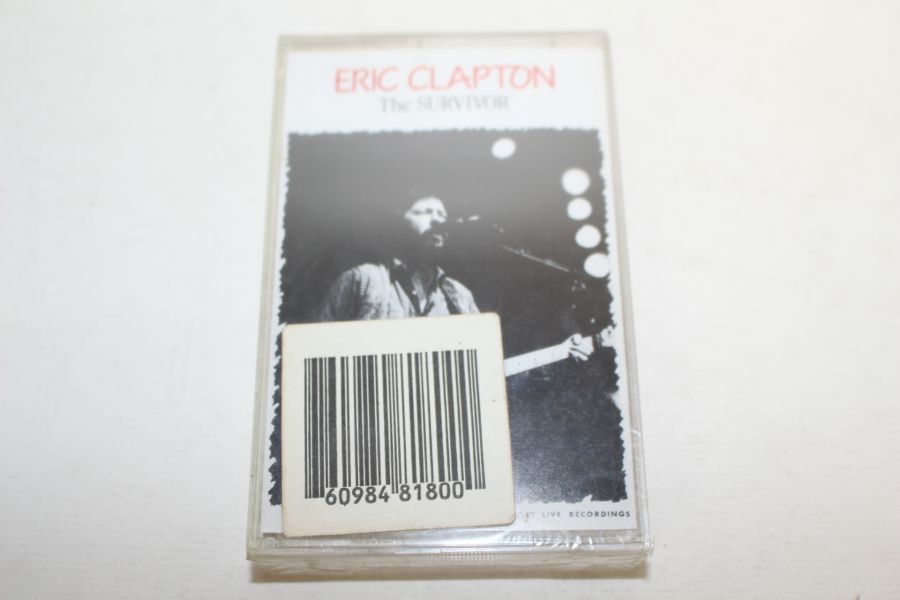 ERIC CLAPTON
The SURVIVOR
60984 81800
LIVE RECORDINGS